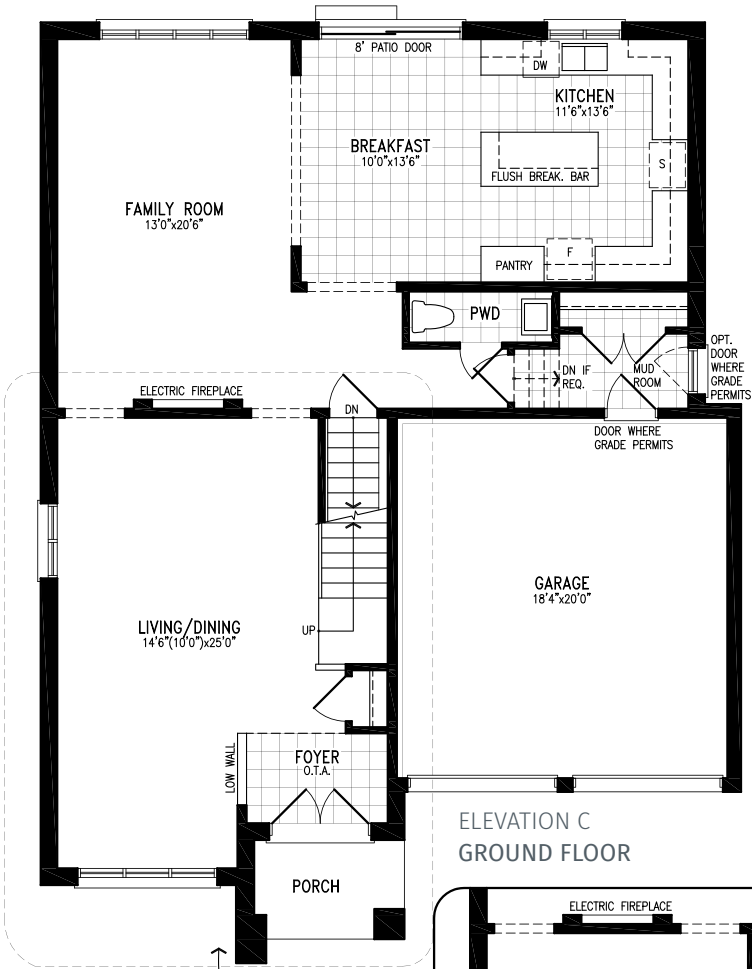 8' PATIO DOOR
DW
KITCHEN
11'6"x13'6"
BREAKFAST
10'0"x13'6"
S
FLUSH BREAK. BAR
FAMILY ROOM
13'0"x20'6"
PANTRY
F
PWD
DN IF
REQ.
MUD
ROOM
OPT.
DOOR
WHERE
GRADE
PERMITS
ELECTRIC FIREPLACE
DN
DOOR WHERE
GRADE PERMITS
GARAGE
18'4"x20'0"
LIVING/DINING
14'6"(10'0")x25'0"
UP
LOW WALL
FOYER
O.T.A.
ELEVATION C
GROUND FLOOR
PORCH
ELECTRIC FIREPLACE